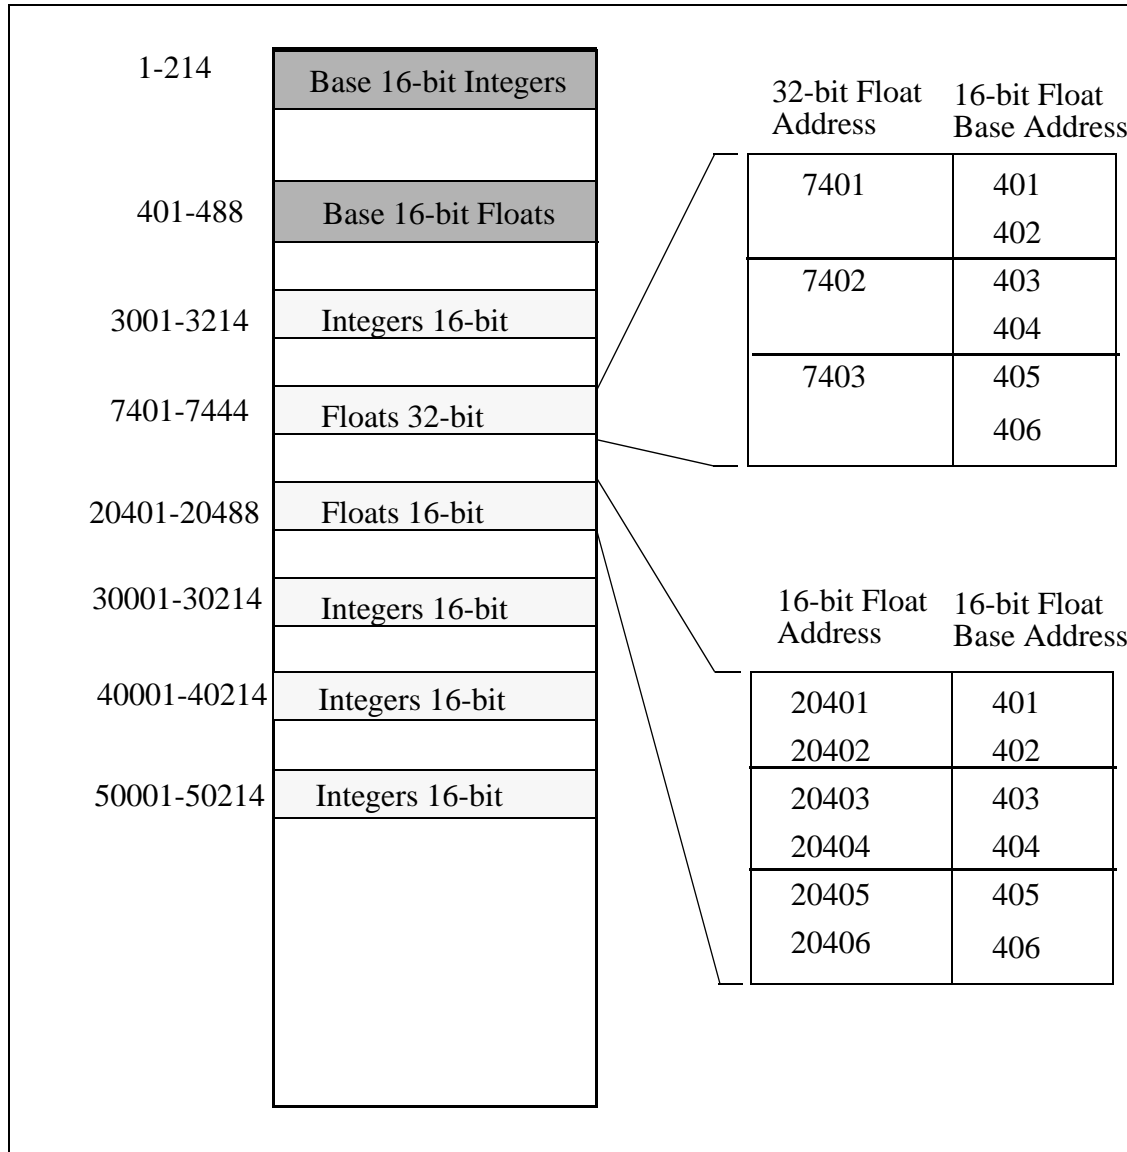 1-214
Base 16-bit Integers
401-488
Base 16-bit Floats
3001-3214
Integers 16-bit
7401-7444
Floats 32-bit
20401-20488
Floats 16-bit
30001-30214
Integers 16-bit
40001-40214
Integers 16-bit
50001-50214
Integers 16-bit
32-bit Float
Address
16-bit Float
Base Address
7401
401
402
7402
403
404
7403
405
406
16-bit Float
Address
16-bit Float
Base Address
20401
401
20402
402
20403
403
20404
404
20405
405
20406
406